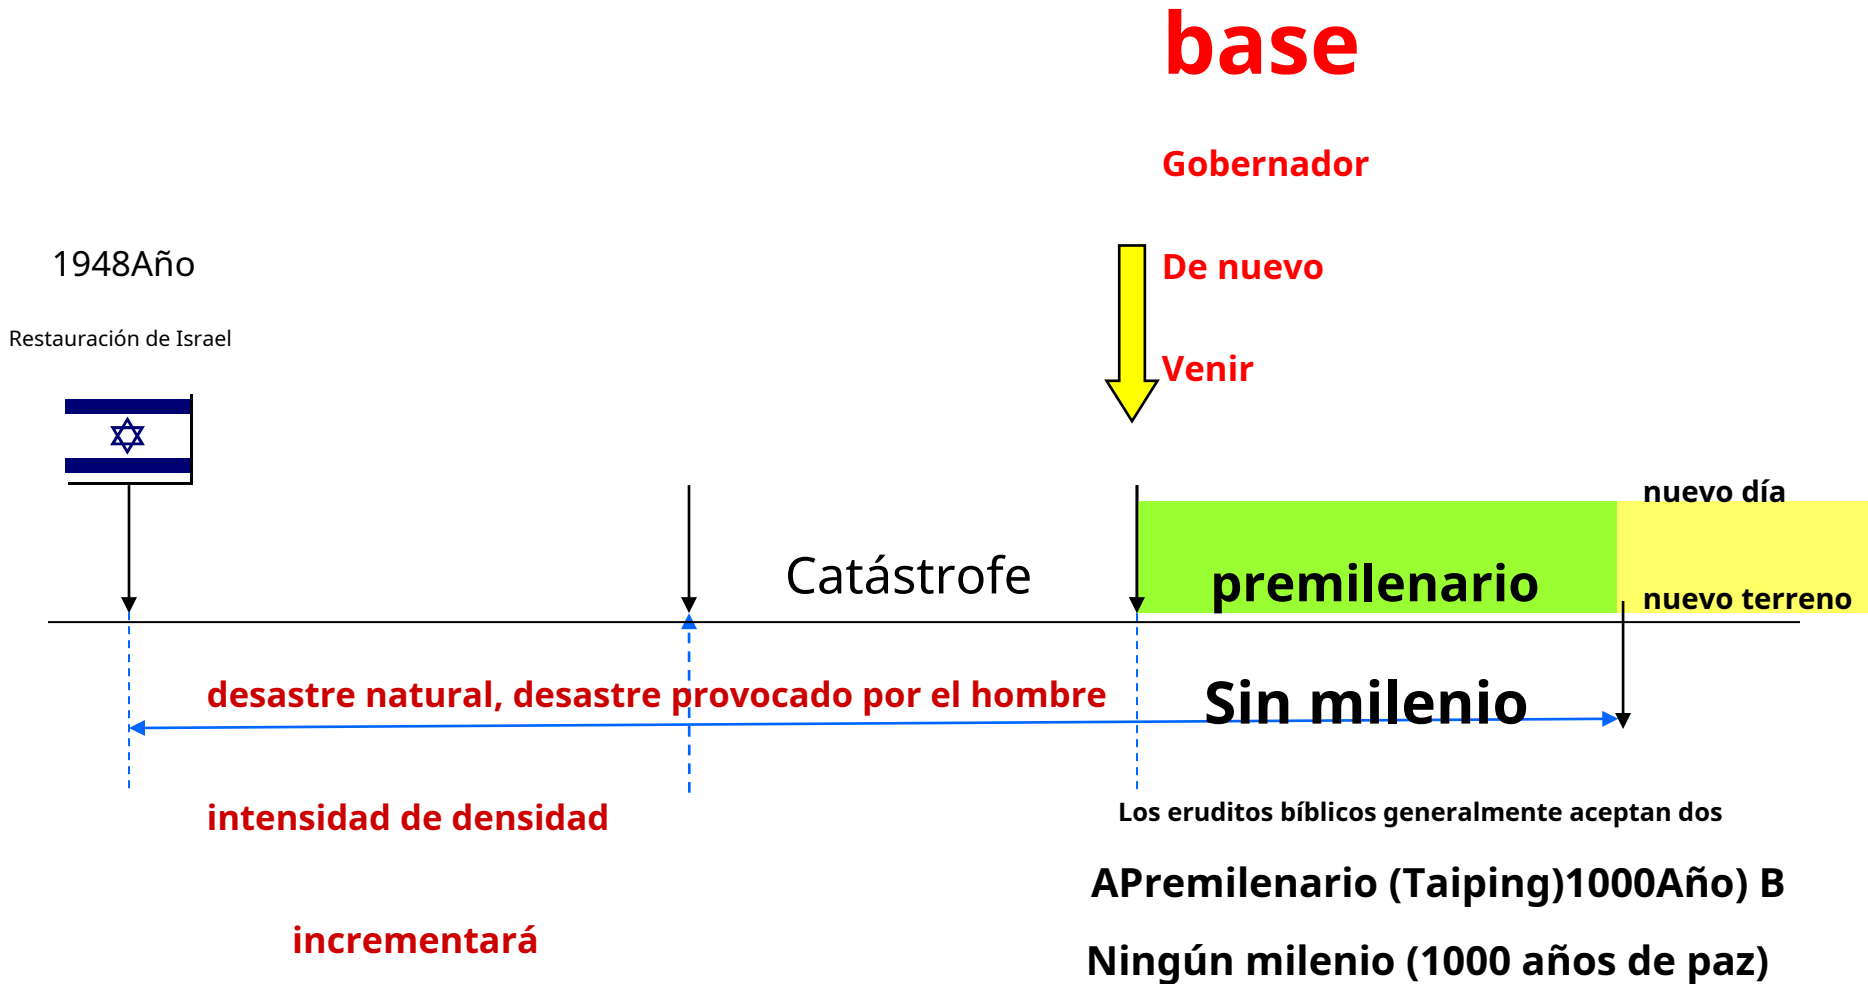 base
Gobernador
De nuevo
Venir
1948Año
Restauración de Israel
nuevo día
Catástrofe
premilenario
nuevo terreno
desastre natural, desastre provocado por el hombre
Sin milenio
intensidad de densidad
incrementará
Los eruditos bíblicos generalmente aceptan dos
APremilenario (Taiping)1000Año) B
Ningún milenio (1000 años de paz)